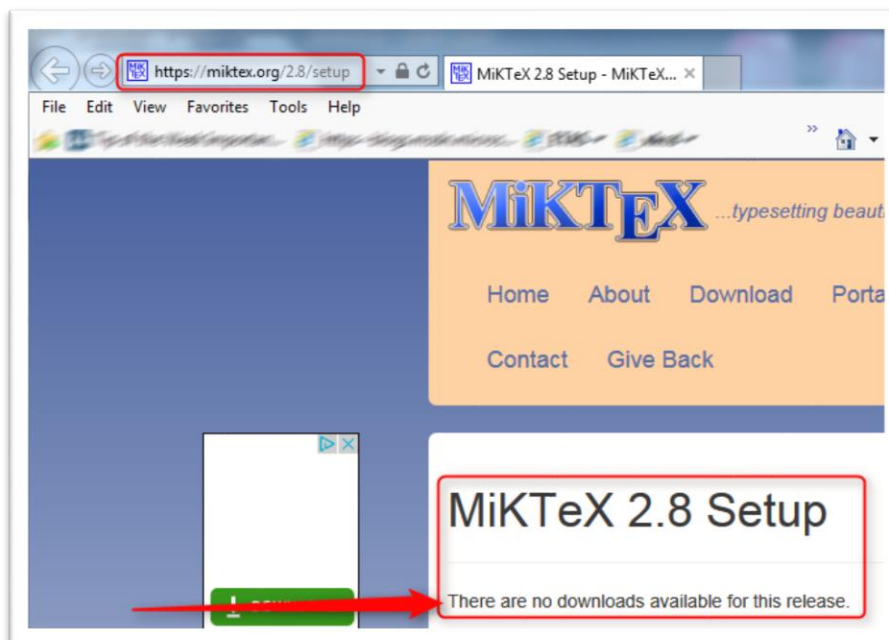 https://miktex.org/2.8/setup
MiKTeX 2.8 Setup - MiKTeX...
File Edit View Favorites Tools Help
MiKTeX ...typesetting beauti
Home About Download Porta
Contact Give Back
MiKTeX 2.8 Setup
There are no downloads available for this release.